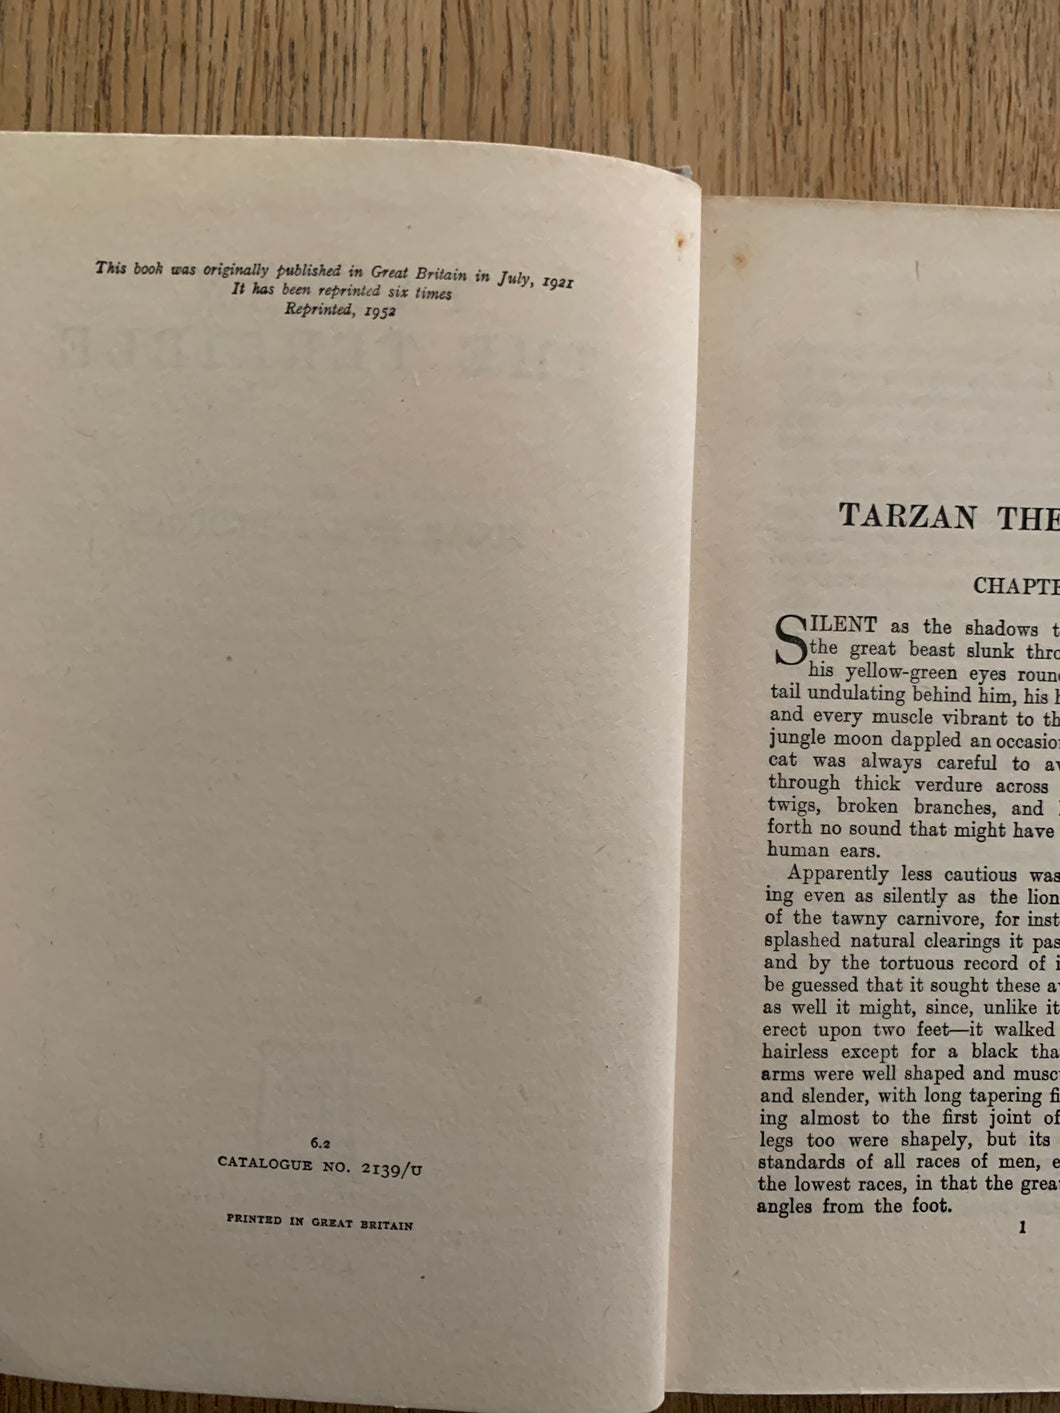 This book was originally published in Great Britain in July, 1921
It has been reprinted six times
Reprinted, 1952
6.2
CATALOGUE NO. 2139/U
PRINTED IN GREAT BRITAIN
TARZAN THE
CHAPTE
SILENT as the shadows t
the great beast slunk thro
his yellow-green eyes roun
tail undulating behind him, his h
and every muscle vibrant to th
jungle moon dappled an occasio
cat was always careful to av
through thick verdure across
twigs, broken branches, and
forth no sound that might have
human ears.
Apparently less cautious was
ing even as silently as the lion
of the tawny carnivore, for inst
splashed natural clearings it pas
and by the tortuous record of i
be guessed that it sought these a
as well it might, since, unlike it
erect upon two feet—it walked
hairless except for a black tha
arms were well shaped and musc
and slender, with long tapering fi
ing almost to the first joint of
legs too were shapely, but its
standards of all races of men, e
the lowest races, in that the grea
angles from the foot.
1